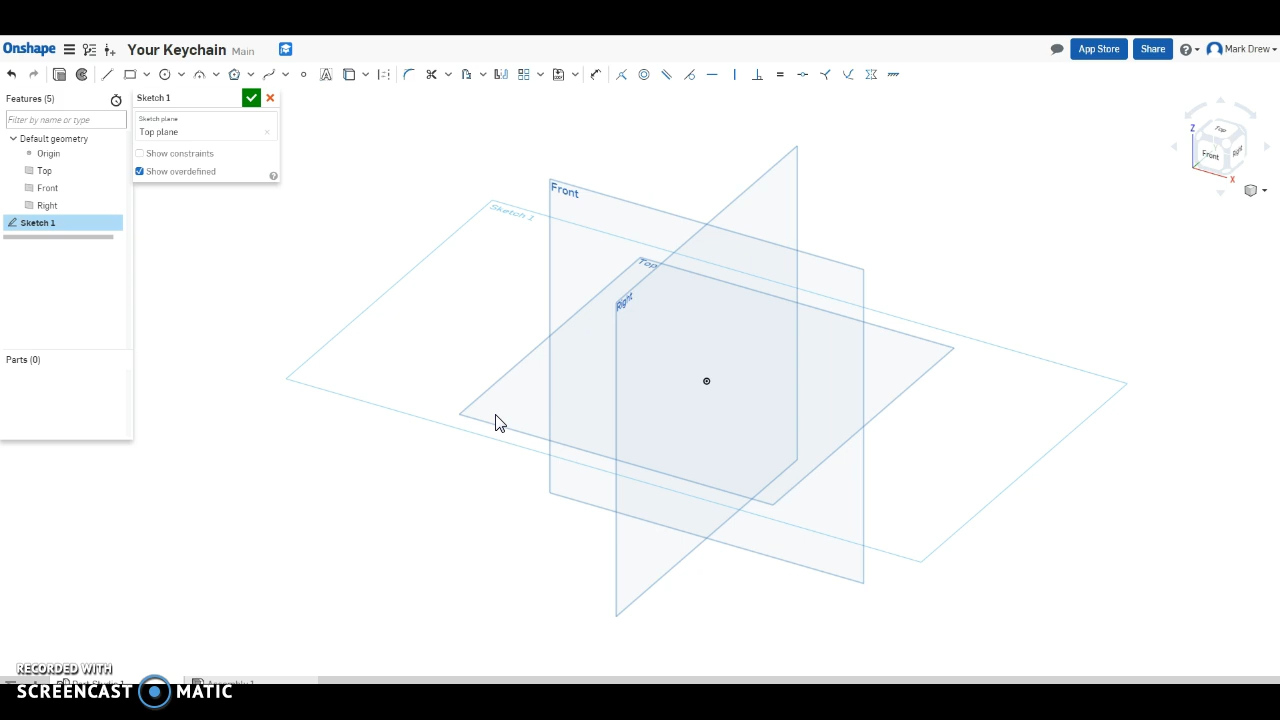 Onshape Your Keychain Main App Store Share Mark Drew
Features (5)
Filter by name or type
Default geometry
Origin
Top
Front
Right
Sketch 1
Parts (0)
Sketch 1
Sketch plane
Top plane
Show constraints
Show overdefined
Front
Sketch 1
Top
Right
Z
Top
Front
Right
X
RECORDED WITH
SCREENCAST MATIC